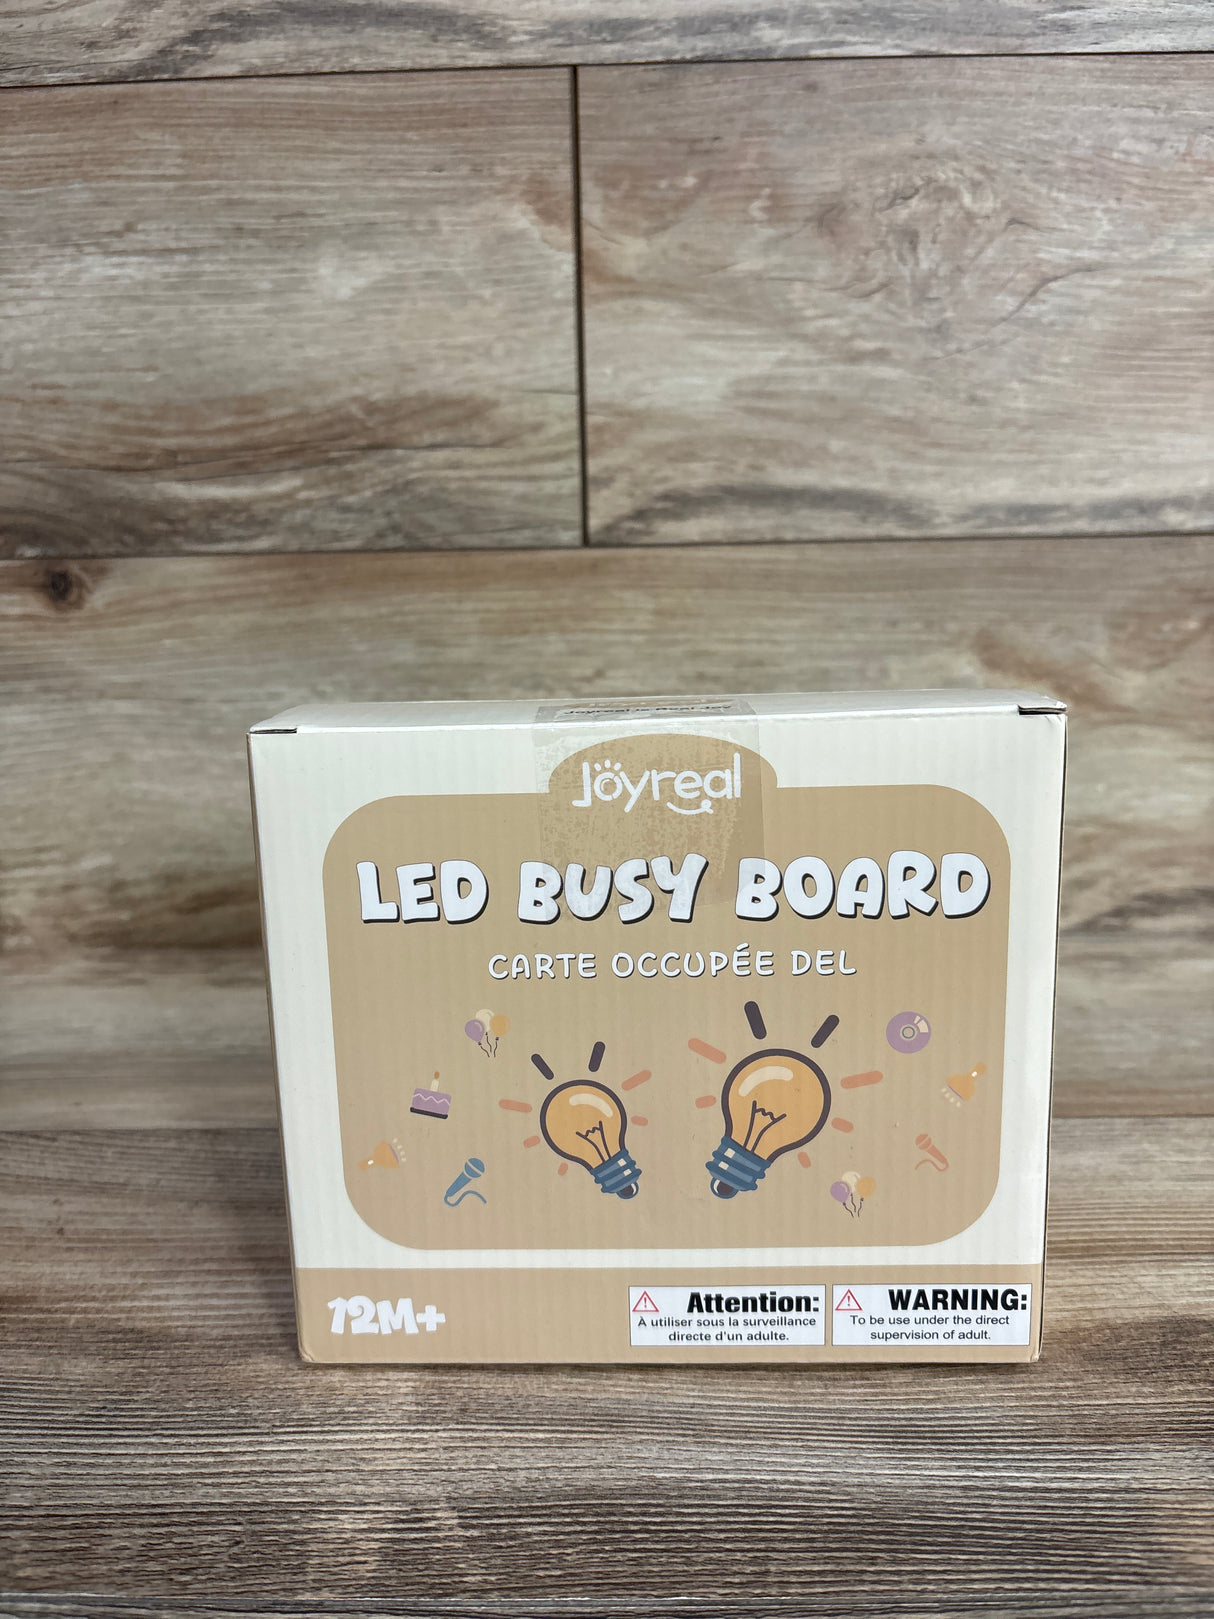 Joyreal
LED BUSY BOARD
CARTE OCCUPÉE DEL
12M+
Attention:
À utiliser sous la surveillance
directe d'un adulte.
WARNING:
To be use under the direct
supervision of adult.